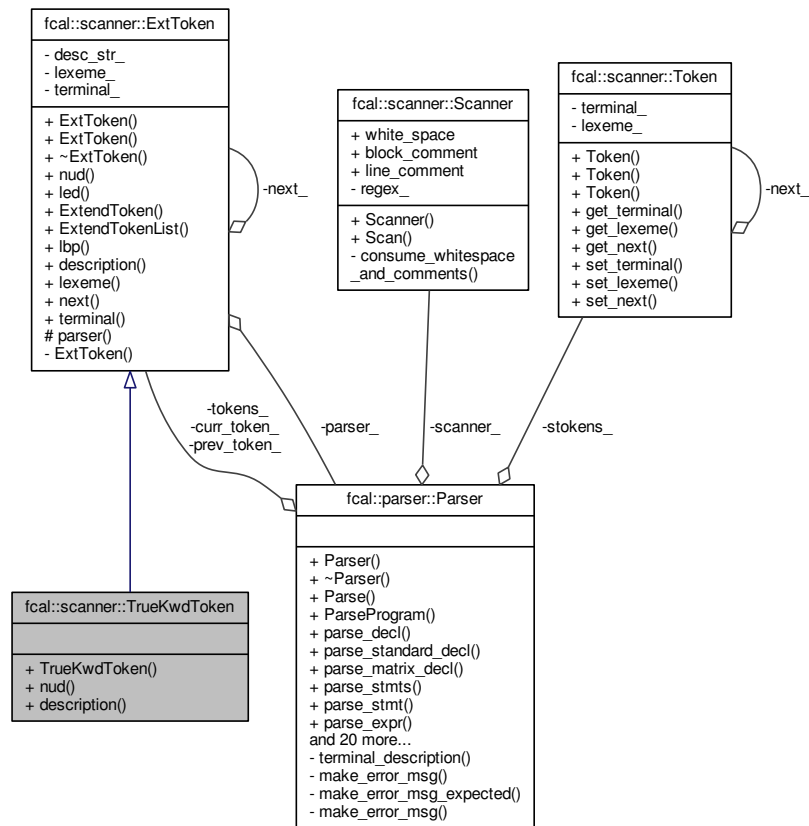 fcal::scanner::ExtToken
- desc_str_
- lexeme_
- terminal_
+ ExtToken()
+ ExtToken()
+ ~ExtToken()
+ nud()
+ led()
+ ExtendToken()
+ ExtendTokenList()
+ lbp()
+ description()
+ lexeme()
+ next()
+ terminal()
# parser()
- ExtToken()
-next_
fcal::scanner::Scanner
+ white_space
+ block_comment
+ line_comment
- regex_
+ Scanner()
+ Scan()
- consume_whitespace
_and_comments()
fcal::scanner::Token
- terminal_
- lexeme_
+ Token()
+ Token()
+ Token()
+ get_terminal()
+ get_lexeme()
+ get_next()
+ set_terminal()
+ set_lexeme()
+ set_next()
-next_
-tokens_
-curr_token_
-prev_token_
-parser_
-scanner_
-stokens_
fcal::scanner::TrueKwdToken
+ TrueKwdToken()
+ nud()
+ description()
fcal::parser::Parser
+ Parser()
+ ~Parser()
+ Parse()
+ ParseProgram()
+ parse_decl()
+ parse_standard_decl()
+ parse_matrix_decl()
+ parse_stmts()
+ parse_stmt()
+ parse_expr()
and 20 more...
- terminal_description()
- make_error_msg()
- make_error_msg_expected()
- make_error_msg()